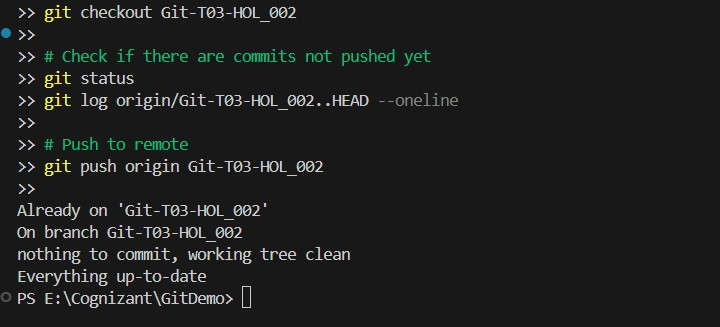 >> git checkout Git-T03-HOL_002
>>
>> # Check if there are commits not pushed yet
>> git status
>> git log origin/Git-T03-HOL_002..HEAD --oneline
>>
>> # Push to remote
>> git push origin Git-T03-HOL_002
>>
Already on 'Git-T03-HOL_002'
On branch Git-T03-HOL_002
nothing to commit, working tree clean
Everything up-to-date
PS E:\Cognizant\GitDemo>